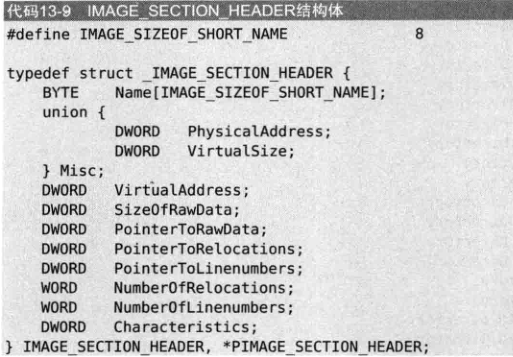 代码13-9 IMAGE_SECTION_HEADER结构体
#define IMAGE_SIZEOF_SHORT_NAME 8
typedef struct _IMAGE_SECTION_HEADER {
BYTE Name[IMAGE_SIZEOF_SHORT_NAME];
union {
DWORD PhysicalAddress;
DWORD VirtualSize;
} Misc;
DWORD VirtualAddress;
DWORD SizeOfRawData;
DWORD PointerToRawData;
DWORD PointerToRelocations;
DWORD PointerToLinenumbers;
WORD NumberOfRelocations;
WORD NumberOfLinenumbers;
DWORD Characteristics;
} IMAGE_SECTION_HEADER, *PIMAGE_SECTION_HEADER;